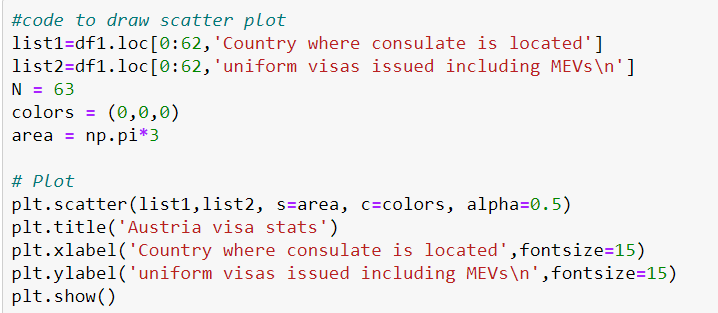 #code to draw scatter plot
list1=df1.loc[0:62,'Country where consulate is located']
list2=df1.loc[0:62,'uniform visas issued including MEVs\n']
N = 63
colors = (0,0,0)
area = np.pi*3
# Plot
plt.scatter(list1,list2, s=area, c=colors, alpha=0.5)
plt.title('Austria visa stats')
plt.xlabel('Country where consulate is located',fontsize=15)
plt.ylabel('uniform visas issued including MEVs\n',fontsize=15)
plt.show()